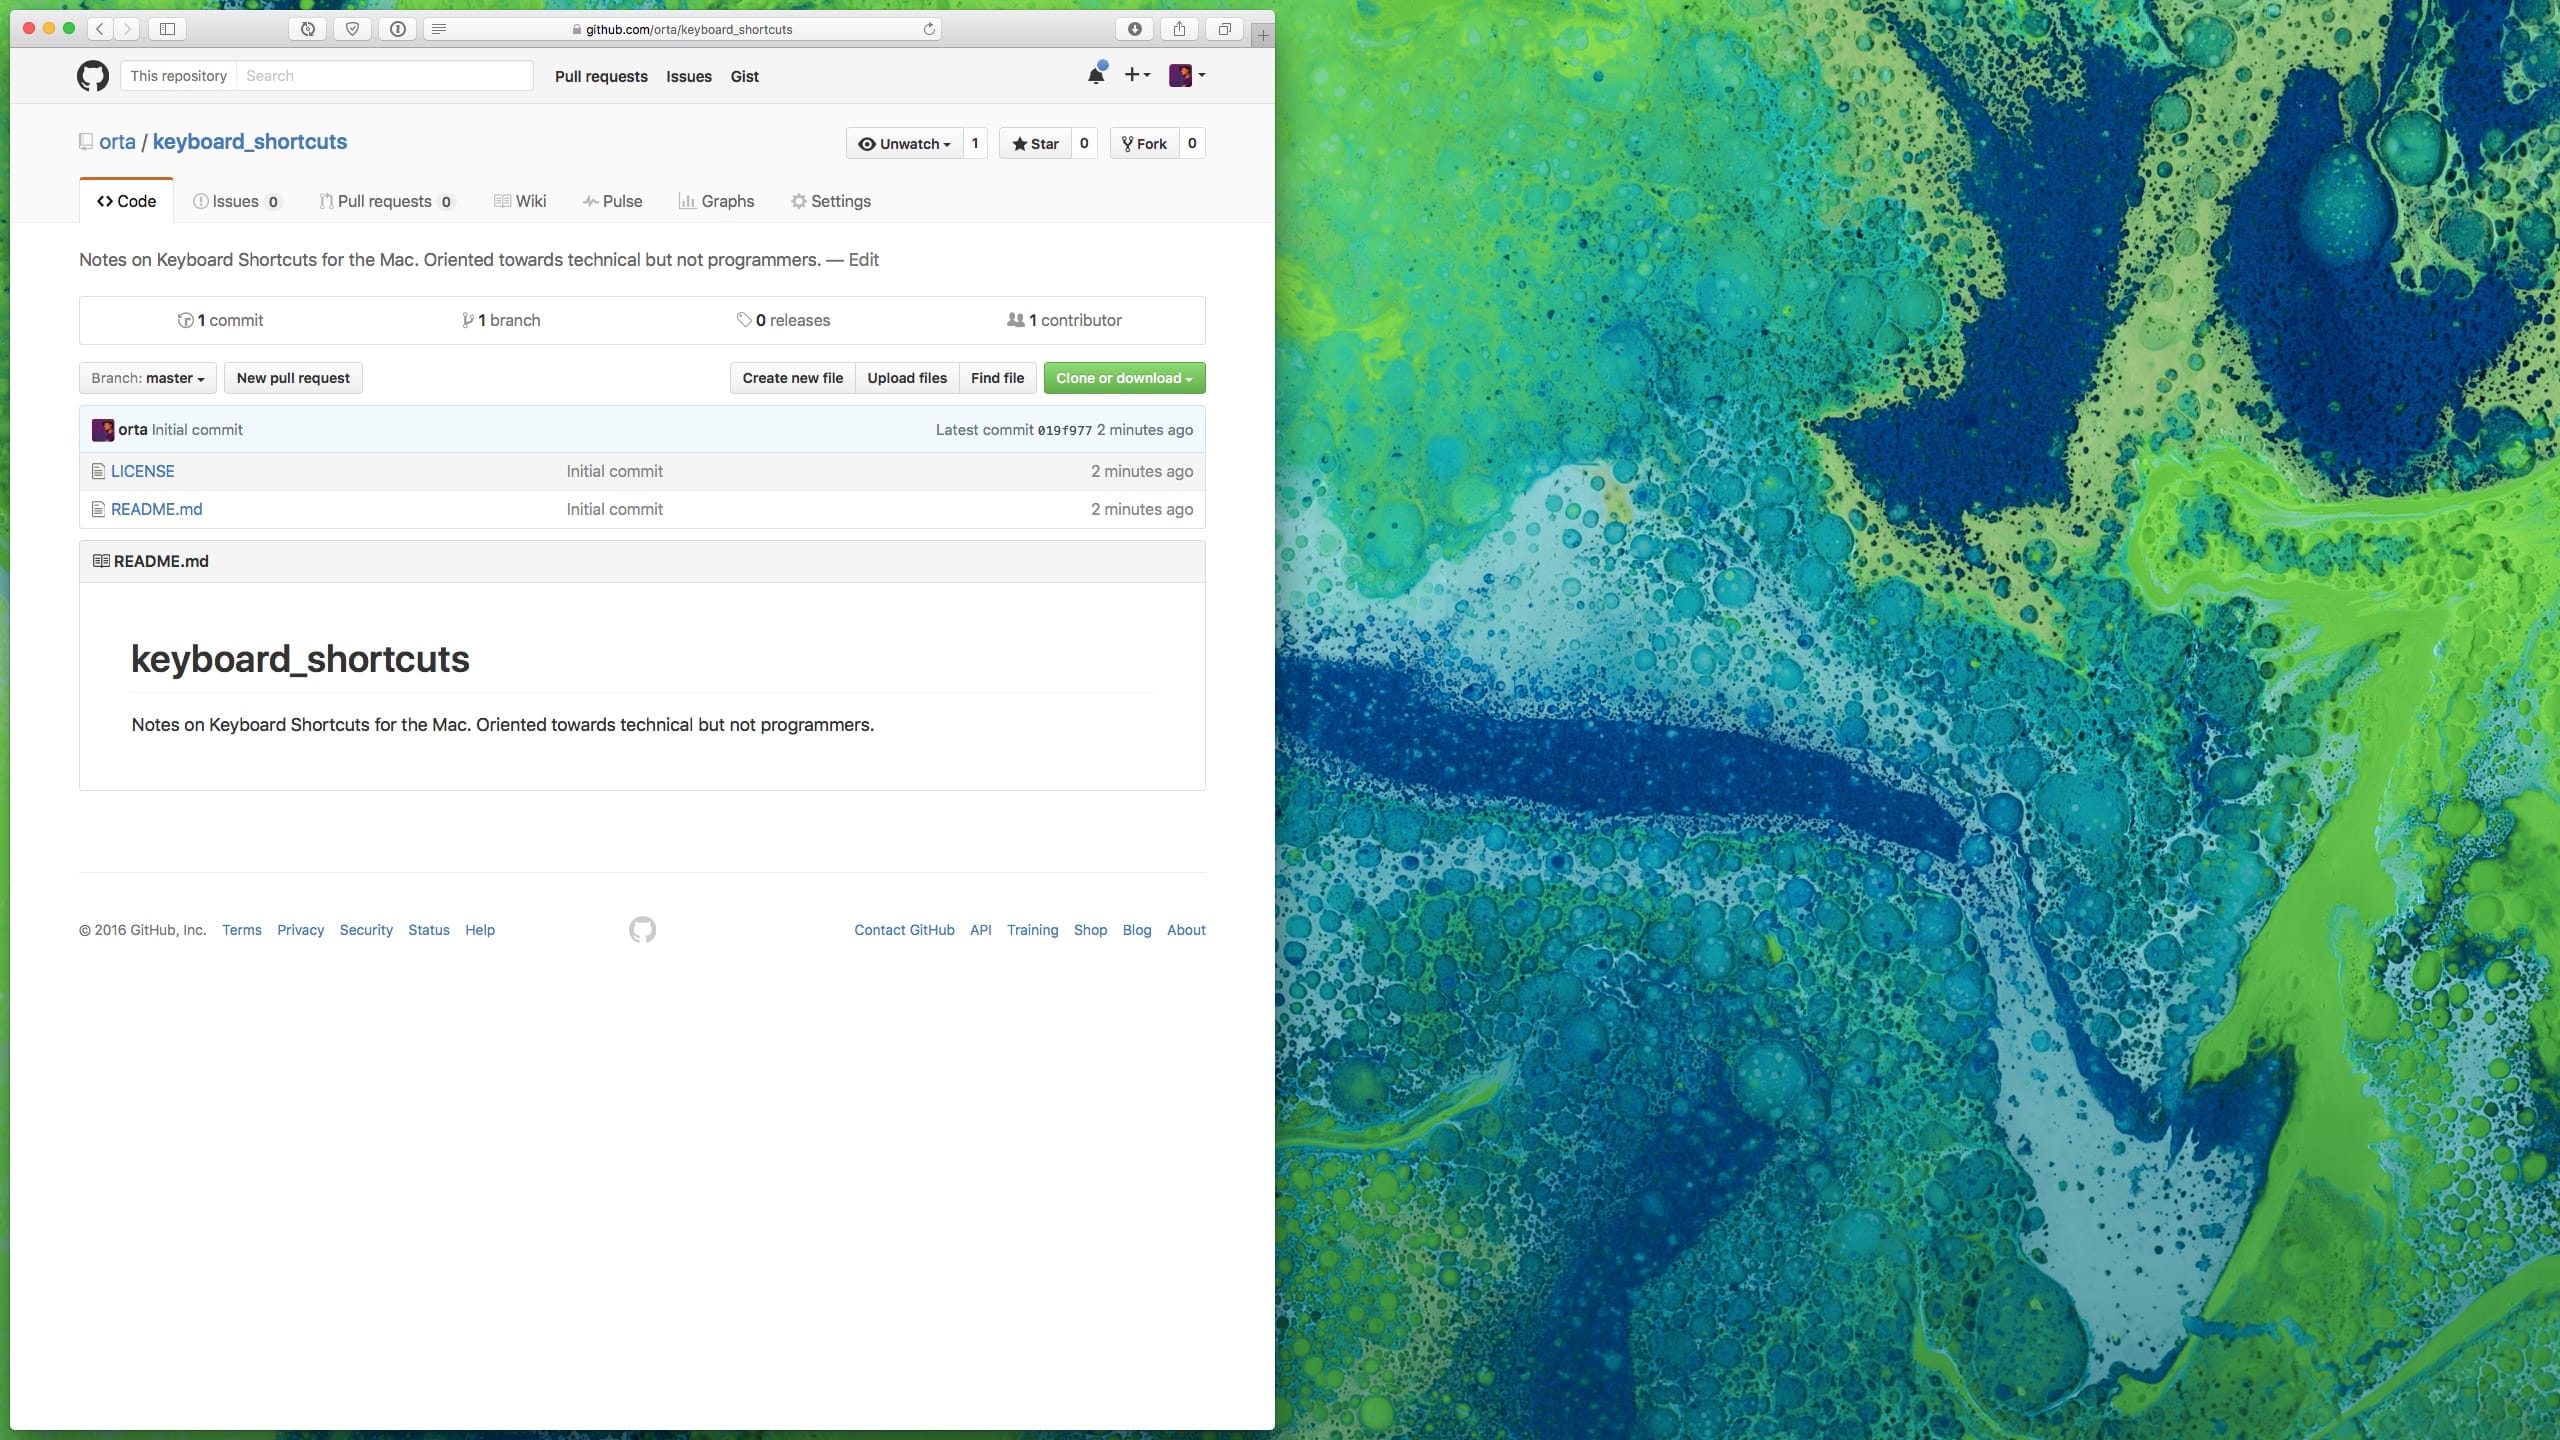 github.com/orta/keyboard_shortcuts
This repository Search Pull requests Issues Gist
orta / keyboard_shortcuts Unwatch 1 Star 0 Fork 0
Code Issues 0 Pull requests 0 Wiki Pulse Graphs Settings
Notes on Keyboard Shortcuts for the Mac. Oriented towards technical but not programmers. — Edit
1 commit 1 branch 0 releases 1 contributor
Branch: master New pull request Create new file Upload files Find file Clone or download
orta Initial commit Latest commit 019f977 2 minutes ago
LICENSE Initial commit 2 minutes ago
README.md Initial commit 2 minutes ago
README.md
keyboard_shortcuts
Notes on Keyboard Shortcuts for the Mac. Oriented towards technical but not programmers.
© 2016 GitHub, Inc. Terms Privacy Security Status Help Contact GitHub API Training Shop Blog About